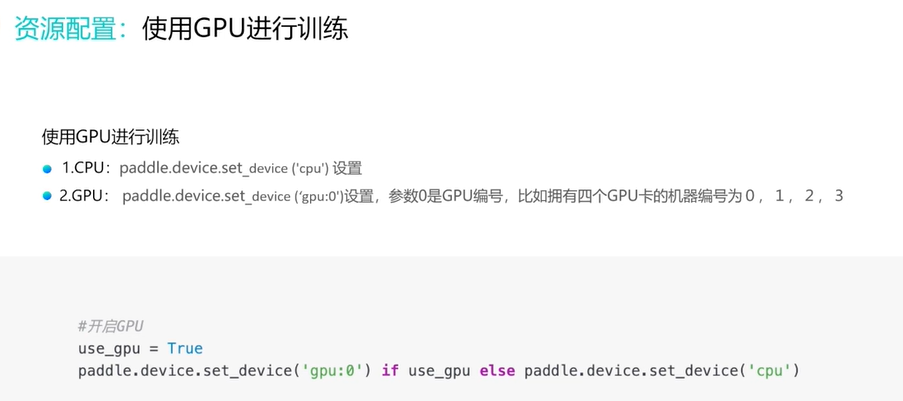 资源配置：使用GPU进行训练
使用GPU进行训练
1.CPU：paddle.device.set_device ('cpu') 设置
2.GPU： paddle.device.set_device (‘gpu:0')设置，参数0是GPU编号，比如拥有四个GPU卡的机器编号为０，１，２，３
#开启GPU
use_gpu = True
paddle.device.set_device('gpu:0') if use_gpu else paddle.device.set_device('cpu')